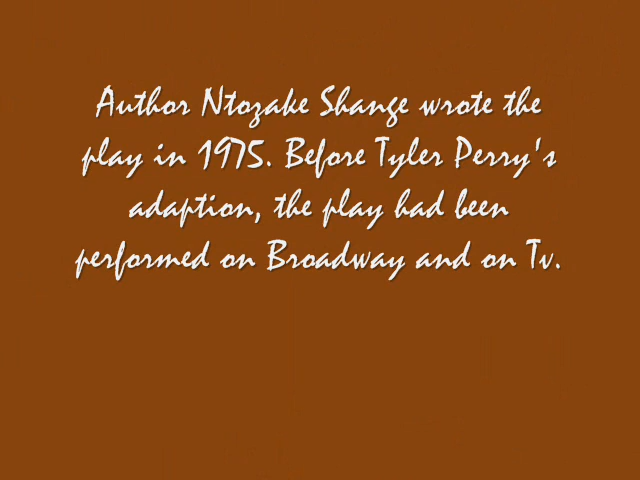 Author Ntozake Shange wrote the
play in 1975. Before Tyler Perry's
adaption, the play had been
performed on Broadway and on Tv.